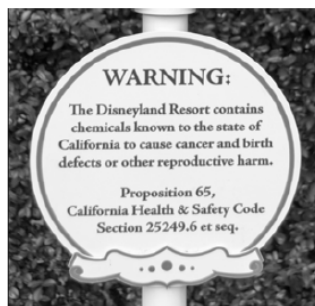 WARNING:
The Disneyland Resort contains
chemicals known to the state of
California to cause cancer and birth
defects or other reproductive harm.
Proposition 65,
California Health & Safety Code
Section 25249.6 et seq.